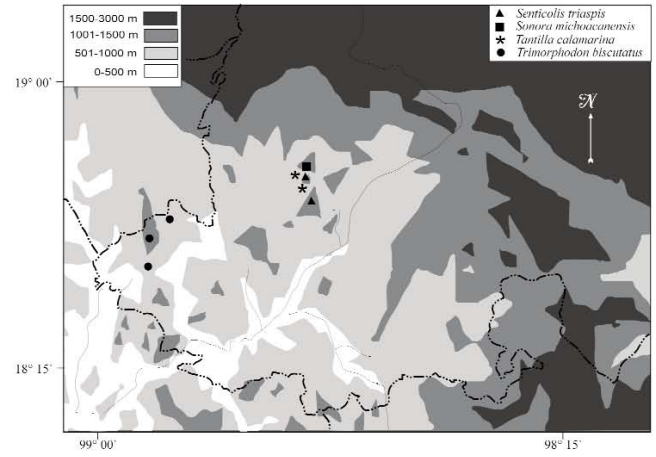 1500-3000 m
1001-1500 m
501-1000 m
0-500 m
Senticolis triaspis
Sonora michoacanensis
Tantilla calamarina
Trimorphodon biscutatus
19° 00´
N
18° 15´
99° 00'
98° 15'